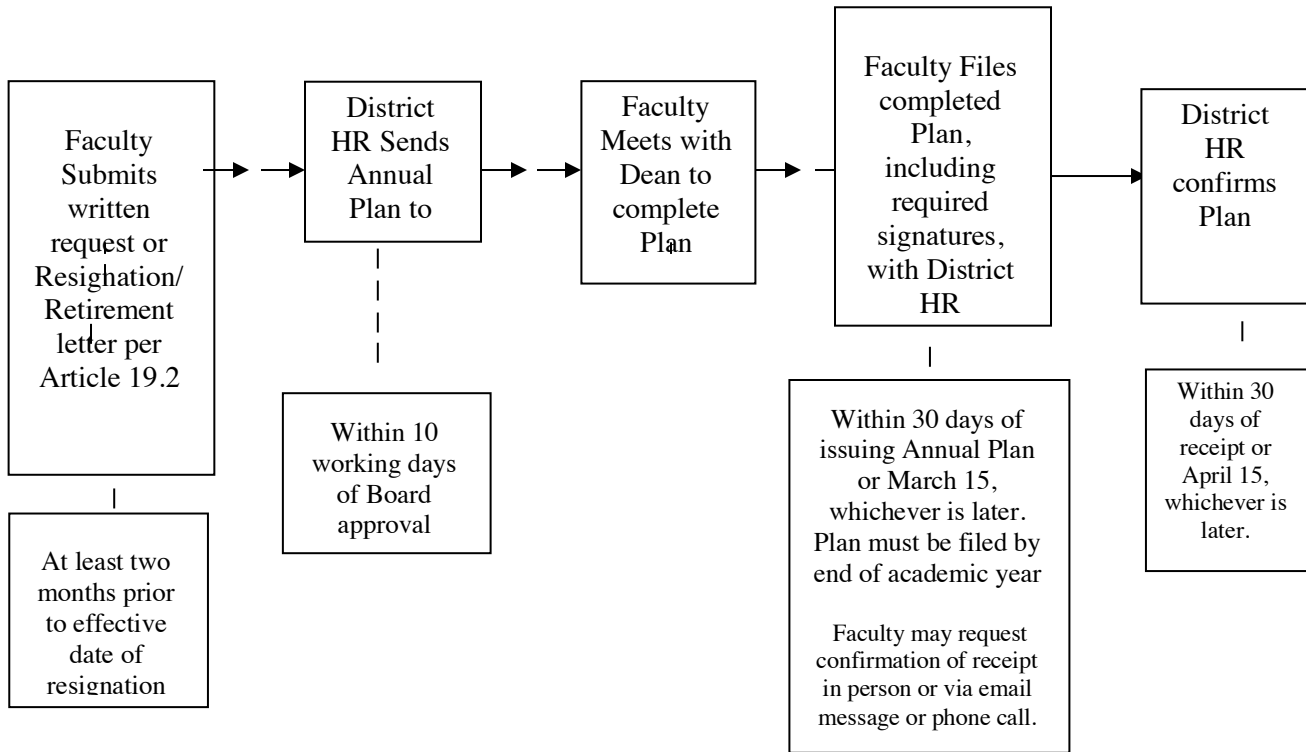 Faculty
Submits
written
request or
Resignation/
Retirement
letter per
Article 19.2
District
HR Sends
Annual
Plan to
Faculty
Meets with
Dean to
complete
Plan
Faculty Files
completed
Plan,
including
required
signatures,
with District
HR
District
HR
confirms
Plan
At least two
months prior
to effective
date of
resignation
Within 10
working days
of Board
approval
Within 30 days of
issuing Annual Plan
or March 15,
whichever is later.
Plan must be filed by
end of academic year
Faculty may request
confirmation of receipt
in person or via email
message or phone call.
Within 30
days of
receipt or
April 15,
whichever is
later.